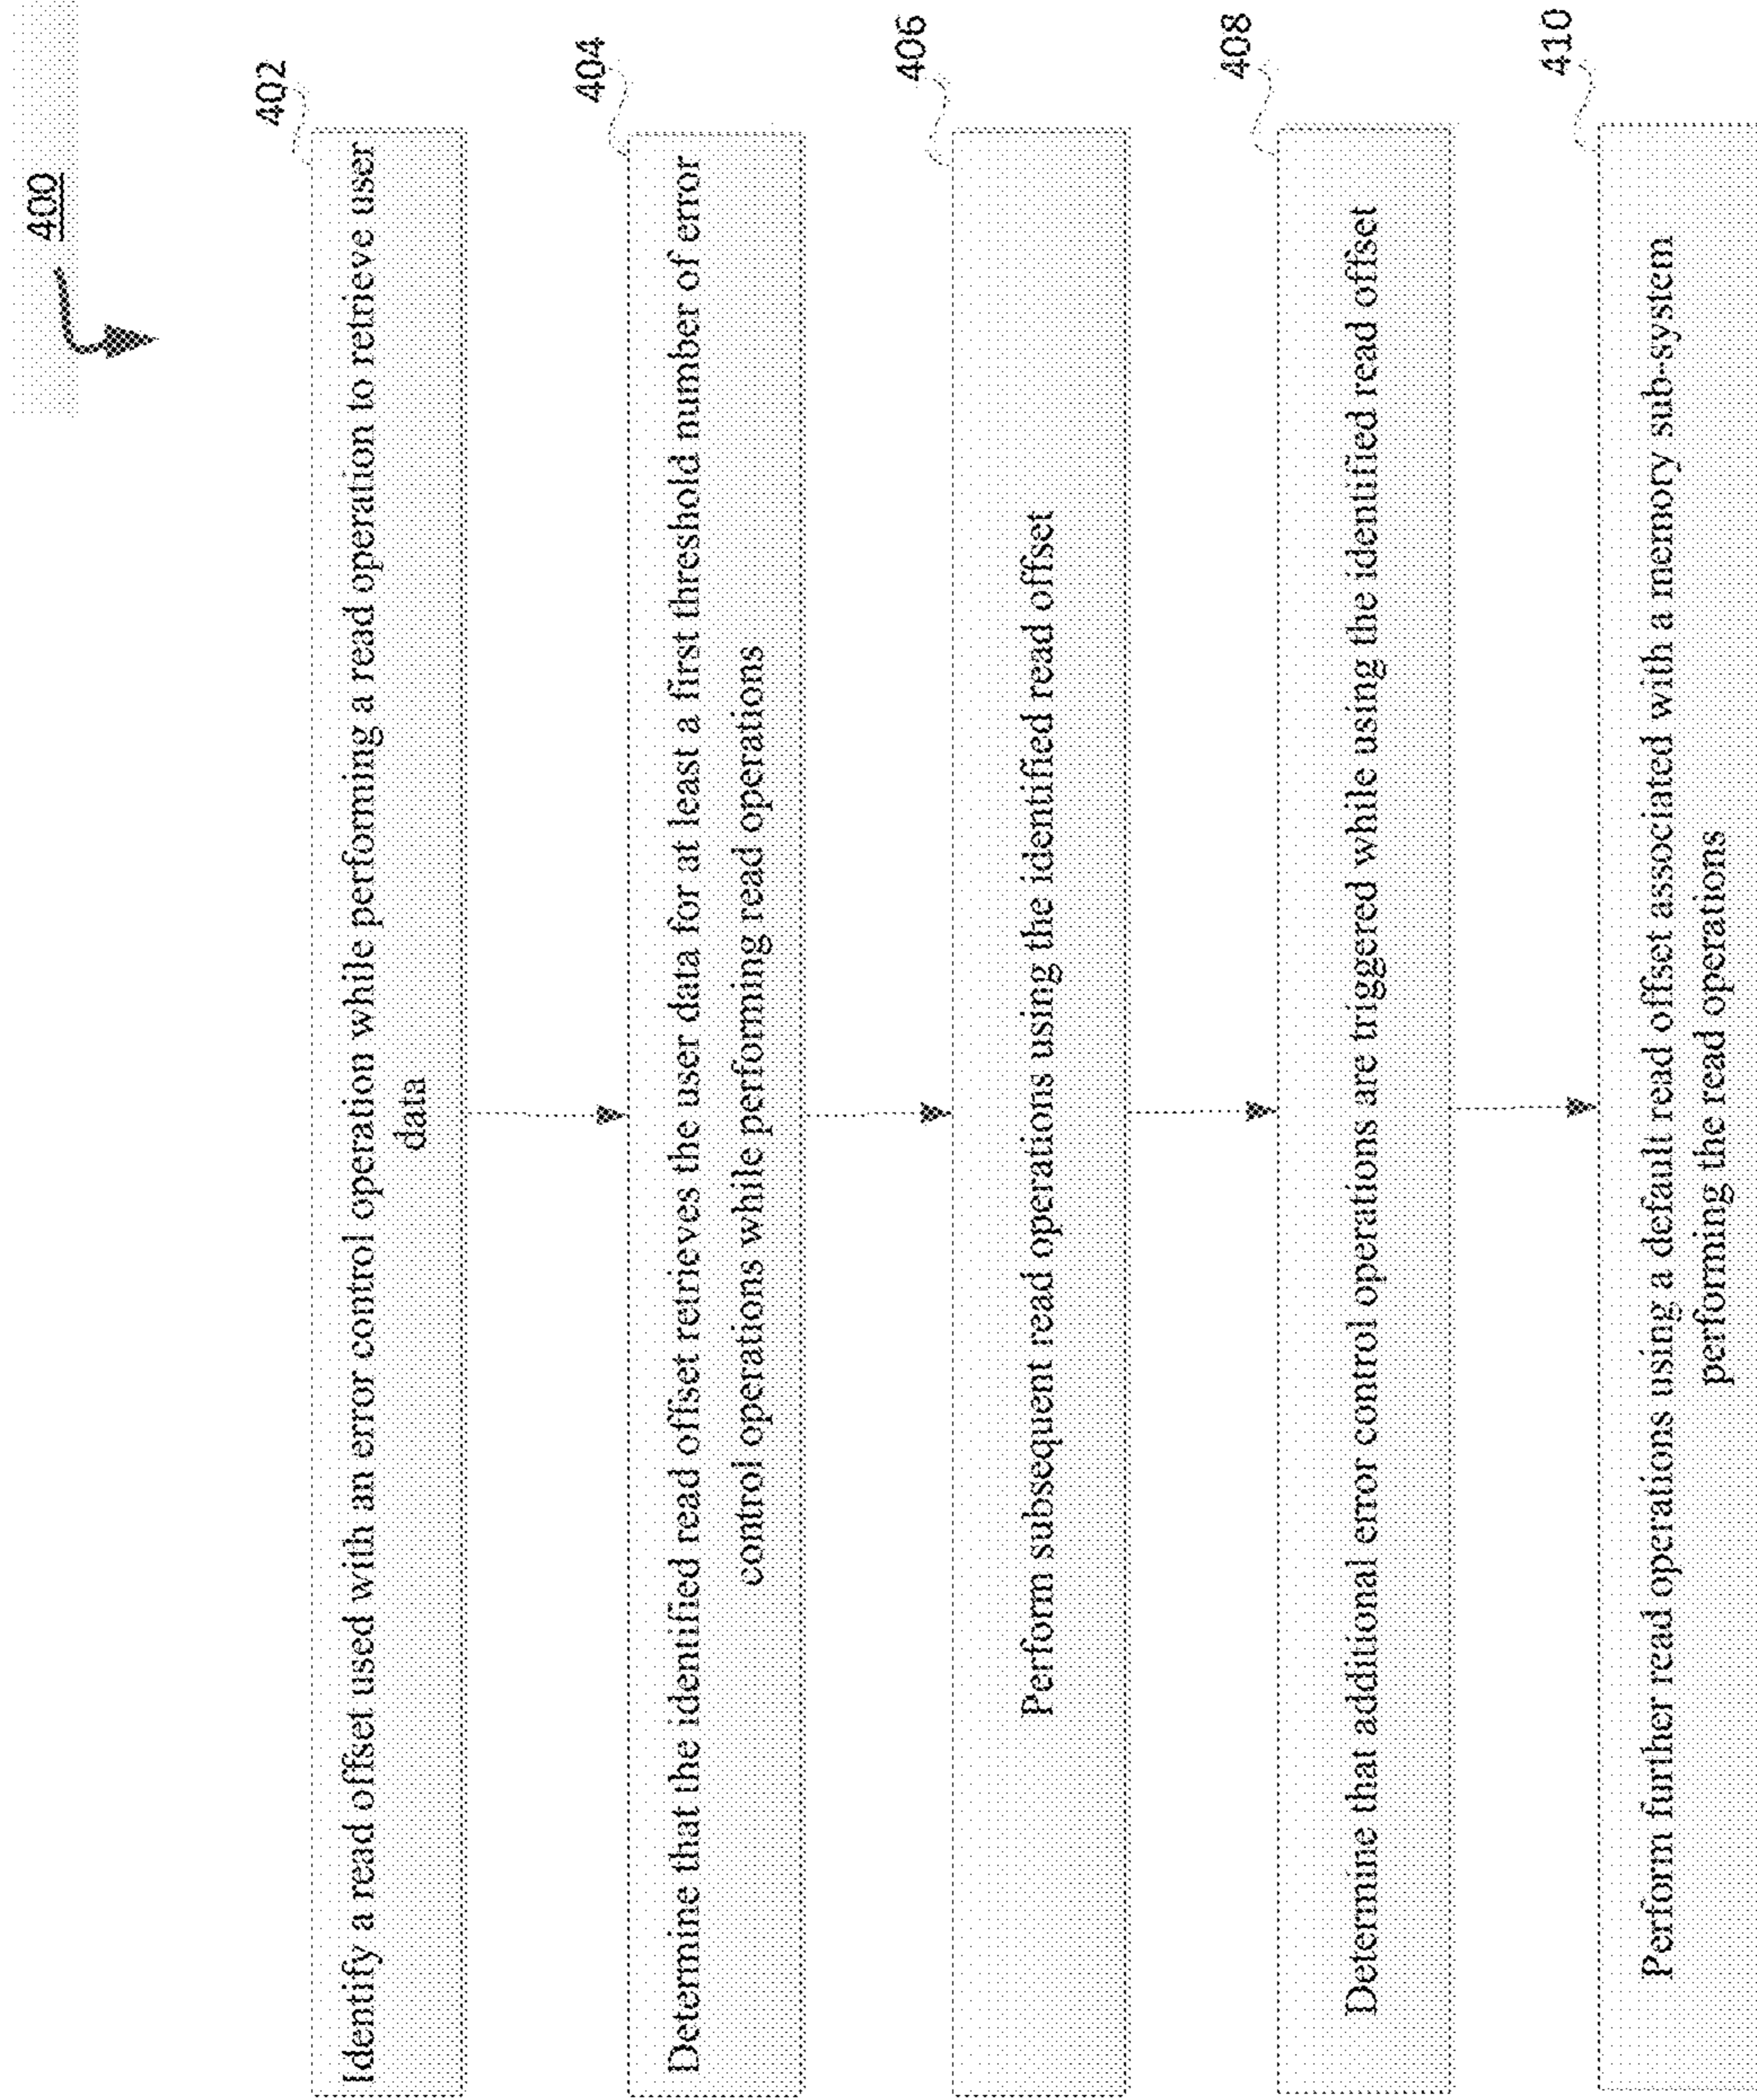 400
402
Identify a read offset used with an error control operation while performing a read operation to retrieve user
data
404
Determine that the identified read offset retrieves the user data for at least a first threshold number of error
control operations while performing read operations
406
Perform subsequent read operations using the identified read offset
408
Determine that additional error control operations are triggered while using the identified read offset
410
Perform further read operations using a default read offset associated with a memory sub-system
performing the read operations